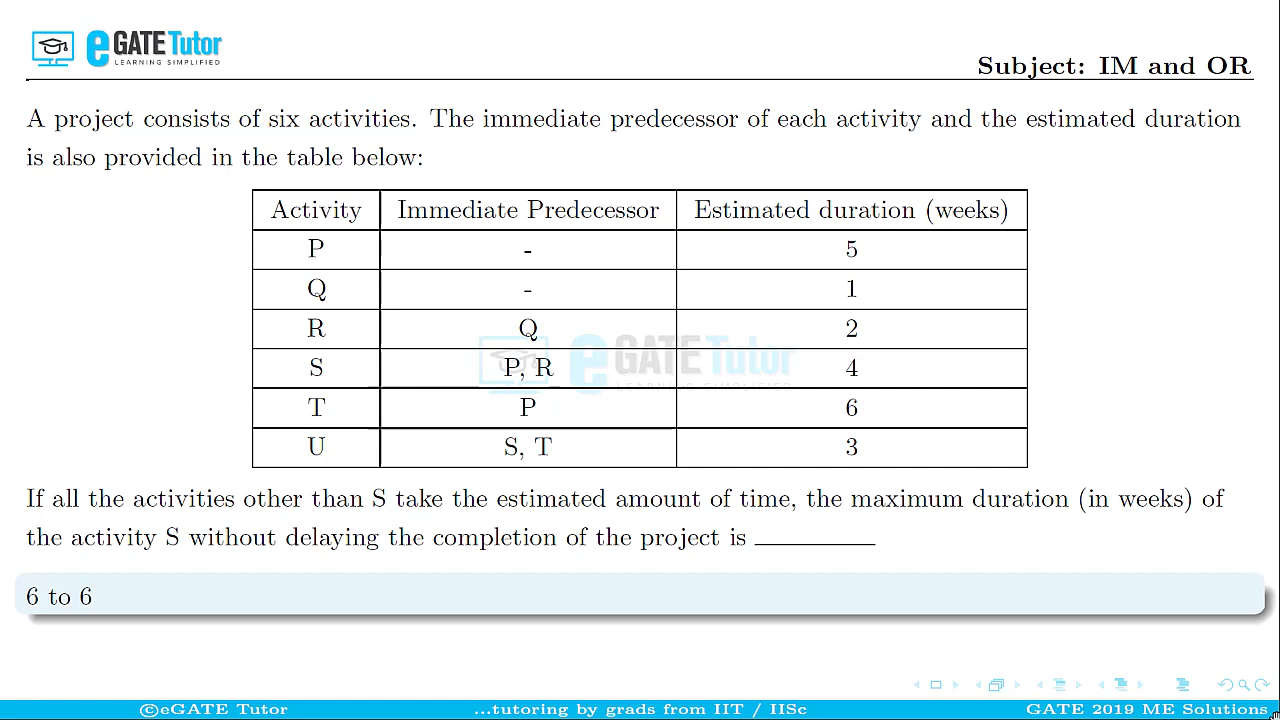 eGATE Tutor
LEARNING SIMPLIFIED
Subject: IM and OR
A project consists of six activities. The immediate predecessor of each activity and the estimated duration
is also provided in the table below:
Activity Immediate Predecessor Estimated duration (weeks)
P - 5
Q - 1
R Q 2
S P, R 4
T P 6
U S, T 3
eGATE Tutor
LEARNING SIMPLIFIED
If all the activities other than S take the estimated amount of time, the maximum duration (in weeks) of
the activity S without delaying the completion of the project is
6 to 6
©eGATE Tutor ...tutoring by grads from IIT / IISc GATE 2019 ME Solutions